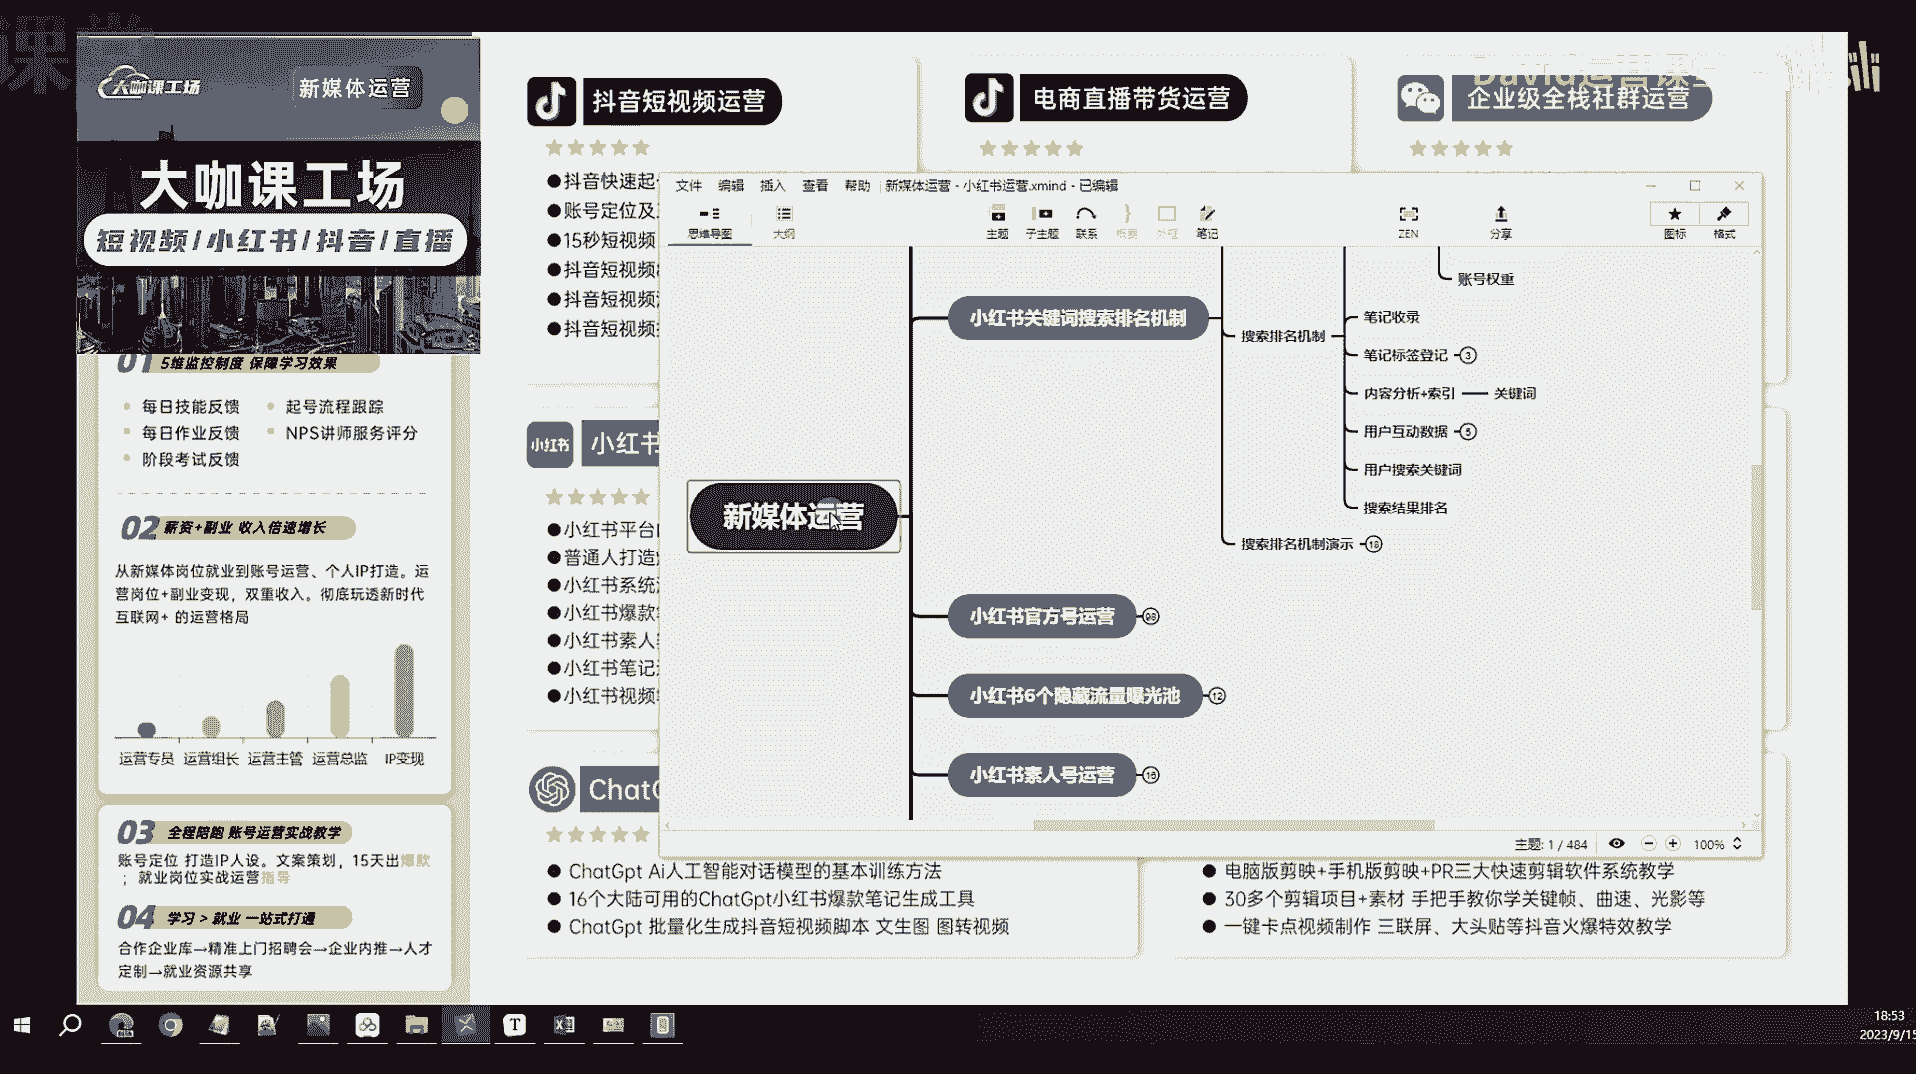 大咖课工场
新媒体运营
大咖课工场
短视频/小红书/抖音/直播
01 5维监控制度 保障学习效果
每日技能反馈
起号流程跟踪
每日作业反馈
NPS讲师服务评分
阶段考试反馈
02 薪资+副业 收入倍速增长
从新媒体岗位就业到账号运营、个人IP打造。运
营岗位+副业变现，双重收入。彻底玩透新时代
互联网+ 的运营格局
运营专员 运营组长 运营主管 运营总监 IP变现
03 全程陪跑 账号运营实战教学
账号定位 打造IP人设。文案策划，15天出爆款
；就业岗位实战运营指导
04 学习 > 就业 一站式打通
合作企业库→精准上门招聘会→企业内推→人才
定制→就业资源共享
抖音短视频运营
电商直播带货运营
企业级全栈社群运营
●抖音快速起
●账号定位及
●15秒短视频
●抖音短视频
●抖音短视频
●抖音短视频
小红书
小红书
●小红书平台
●普通人打造
●小红书系统
●小红书爆款
●小红书素人
●小红书笔记
●小红书视频
文件 编辑 插入 查看 帮助 新媒体运营 - 小红书运营.xmind - 已编辑
思维导图 大纲 主题 子主题 联系 概要 外框 笔记 ZEN 分享 图标 格式
账号权重
小红书关键词搜索排名机制
搜索排名机制
笔记收录
笔记标签登记 3
内容分析+索引 关键词
用户互动数据 5
用户搜索关键词
搜索结果排名
搜索排名机制演示 18
新媒体运营
小红书官方号运营 98
小红书6个隐藏流量曝光池 12
小红书素人号运营 16
主题: 1 / 484 100%
Chat
● ChatGpt Ai人工智能对话模型的基本训练方法
● 16个大陆可用的ChatGpt小红书爆款笔记生成工具
● ChatGpt 批量化生成抖音短视频脚本 文生图 图转视频
● 电脑版剪映+手机版剪映+PR三大快速剪辑软件系统教学
● 30多个剪辑项目+素材 手把手教你学关键帧、曲速、光影等
● 一键卡点视频制作 三联屏、大头贴等抖音火爆特效教学
18:53
2023/9/15